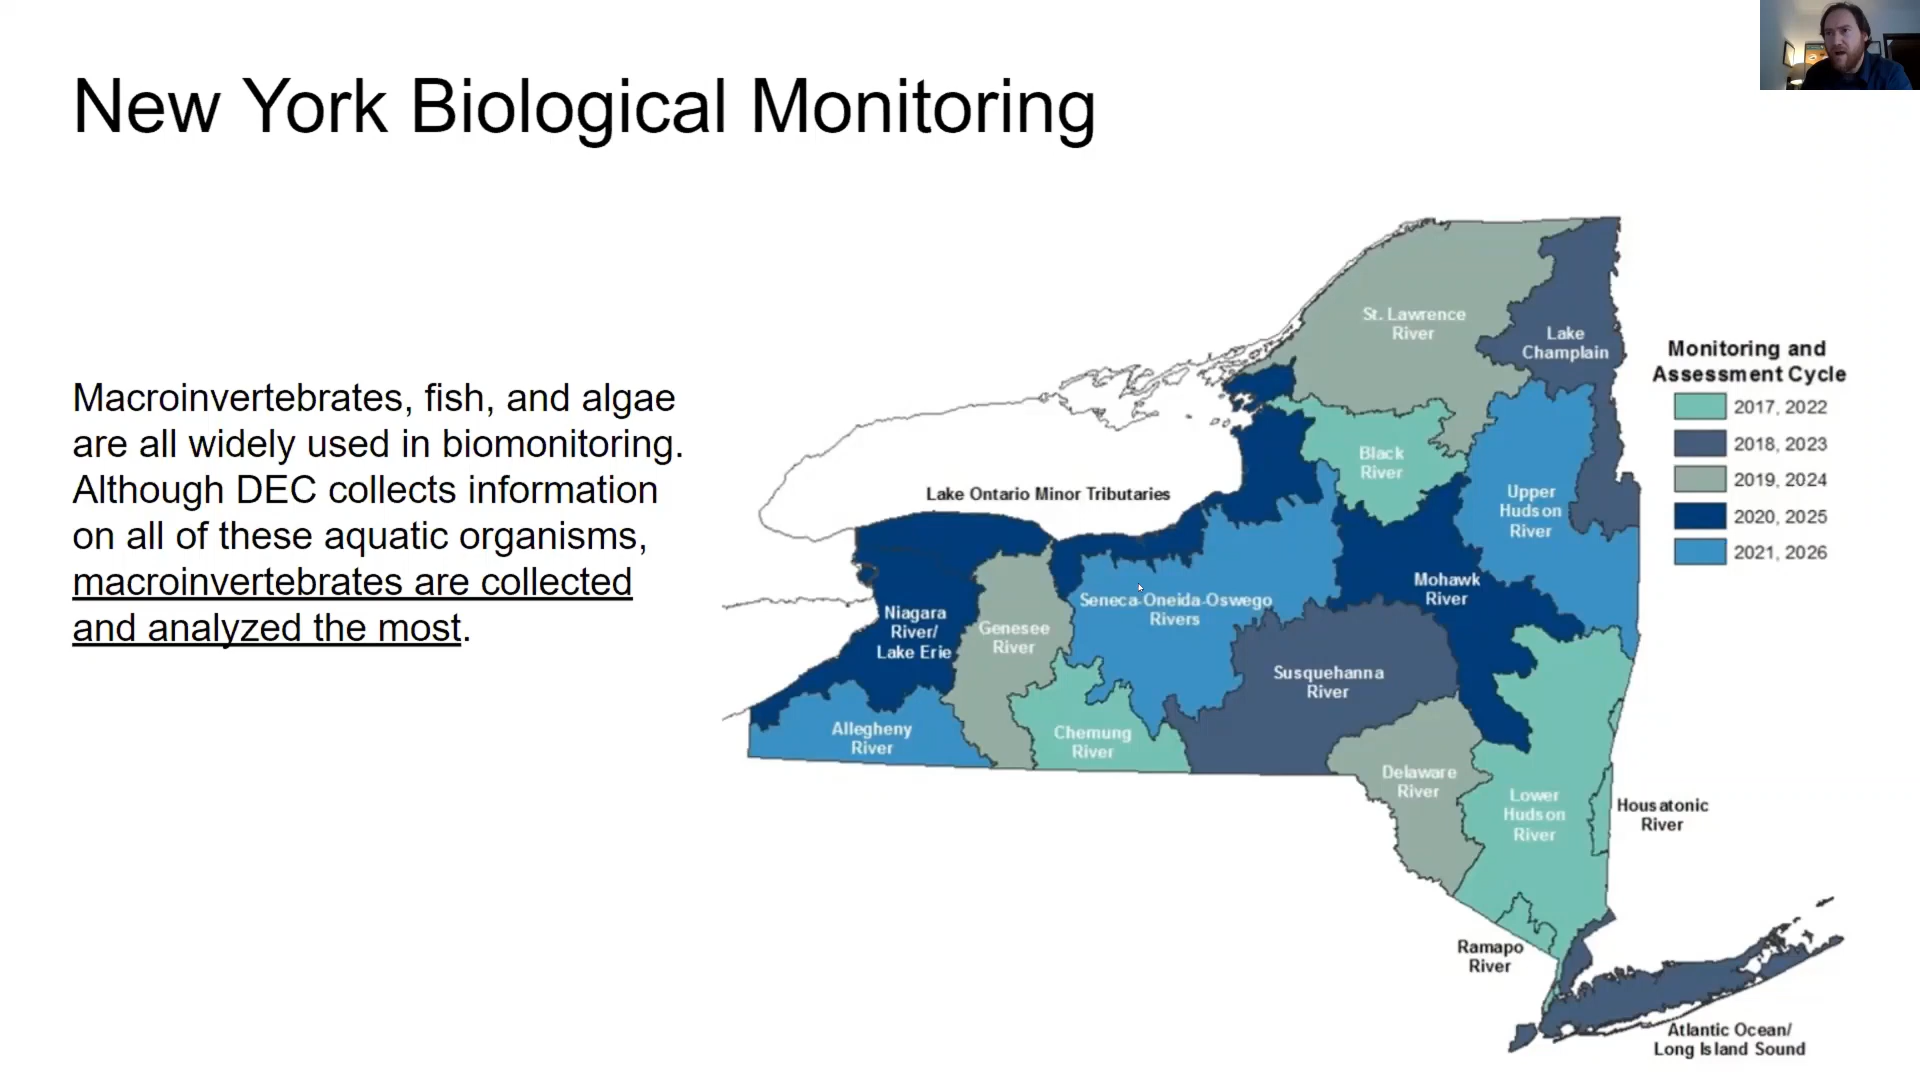 New York Biological Monitoring
Macroinvertebrates, fish, and algae
are all widely used in biomonitoring.
Although DEC collects information
on all of these aquatic organisms,
macroinvertebrates are collected
and analyzed the most.
St. Lawrence
River
Lake
Champlain
Monitoring and
Assessment Cycle
2017, 2022
2018, 2023
2019, 2024
2020, 2025
2021, 2026
Black
River
Lake Ontario Minor Tributaries
Upper
Hudson
River
Mohawk
River
Seneca-Oneida-Oswego
Rivers
Niagara
River/
Lake Erie
Genesee
River
Susquehanna
River
Allegheny
River
Chemung
River
Delaware
River
Lower
Hudson
River
Housatonic
River
Ramapo
River
Atlantic Ocean/
Long Island Sound